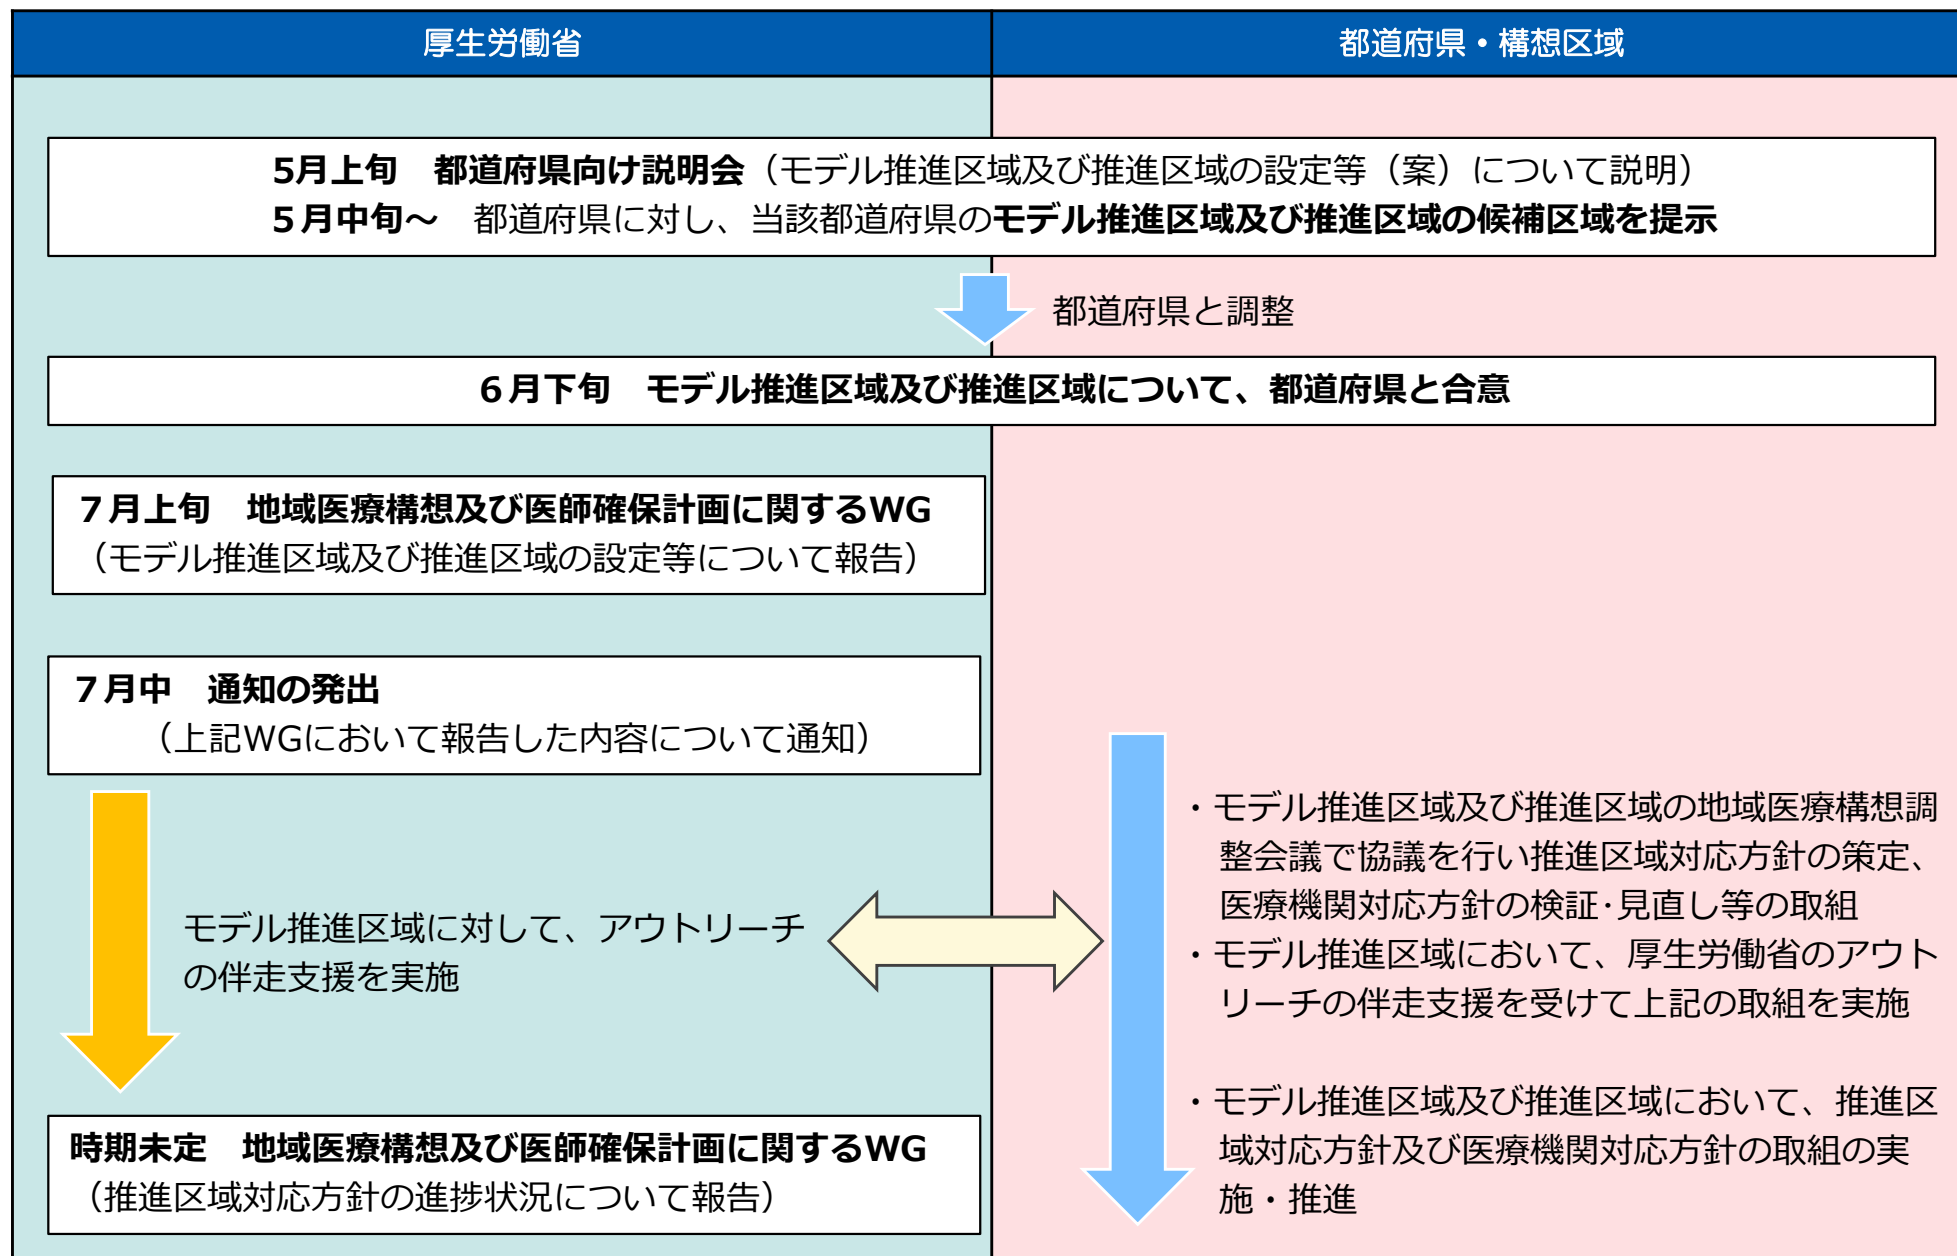 厚生労働省
都道府県・構想区域
5月上旬　都道府県向け説明会（モデル推進区域及び推進区域の設定等（案）について説明）
５月中旬～　都道府県に対し、当該都道府県のモデル推進区域及び推進区域の候補区域を提示
都道府県と調整
６月下旬　モデル推進区域及び推進区域について、都道府県と合意
７月上旬　地域医療構想及び医師確保計画に関するWG
（モデル推進区域及び推進区域の設定等について報告）
７月中　通知の発出
（上記WGにおいて報告した内容について通知）
モデル推進区域に対して、アウトリーチ
の伴走支援を実施
時期未定　地域医療構想及び医師確保計画に関するWG
（推進区域対応方針の進捗状況について報告）
・モデル推進区域及び推進区域の地域医療構想調
整会議で協議を行い推進区域対応方針の策定、
医療機関対応方針の検証･見直し等の取組
・モデル推進区域において、厚生労働省のアウト
リーチの伴走支援を受けて上記の取組を実施
・モデル推進区域及び推進区域において、推進区
域対応方針及び医療機関対応方針の取組の実
施・推進